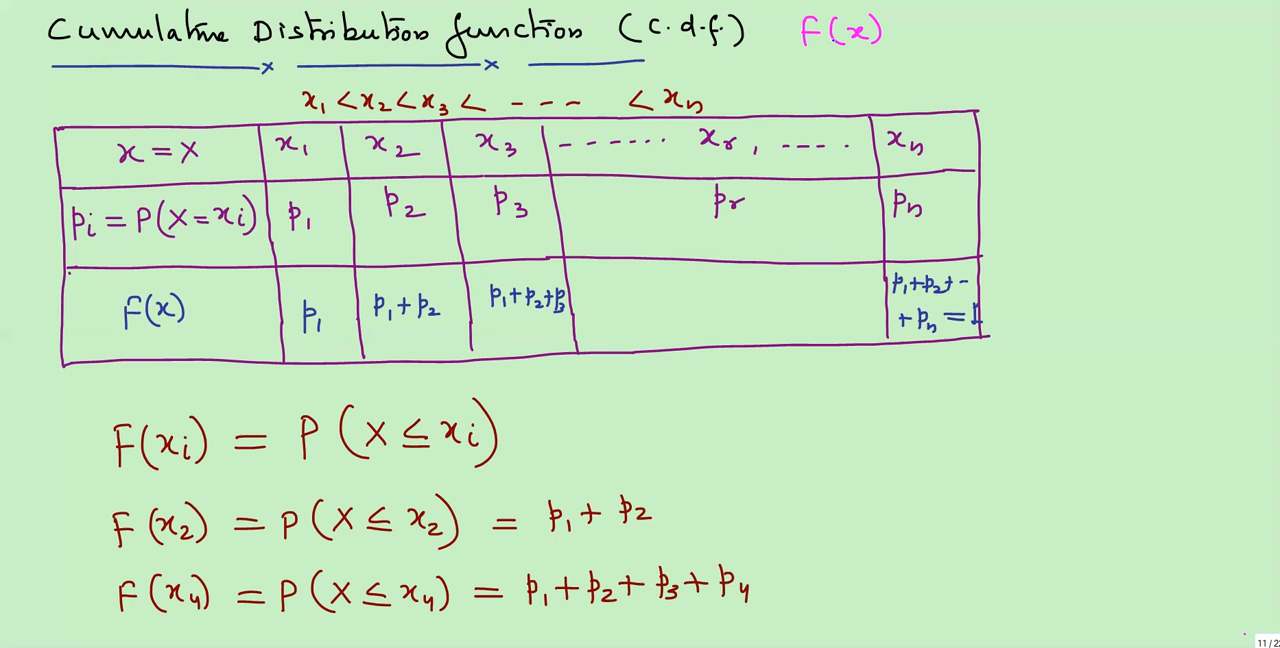 Cumulative Distribution function (c.d.f.) F(x)
x₁ < x₂ < x₃ < ---- < xₙ
x = X x₁ x₂ x₃ ------- xᵣ, ----. xₙ
pᵢ = P(X = xᵢ) p₁ p₂ p₃ pᵣ pₙ
F(x) p₁ p₁ + p₂ p₁ + p₂ + p₃ p₁ + p₂ + -
+ pₙ = 1
F(xᵢ) = P(X ≤ xᵢ)
F(x₂) = P(X ≤ x₂) = p₁ + p₂
F(x₄) = P(X ≤ x₄) = p₁ + p₂ + p₃ + p₄